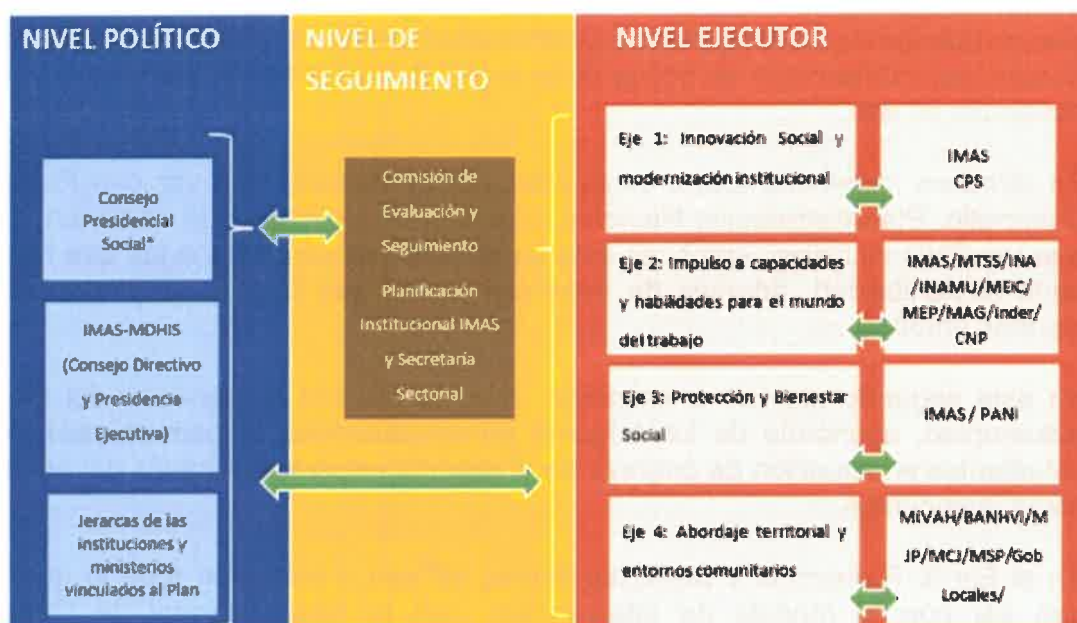 NIVEL POLÍTICO
Consejo
Presidencial
Social*
IMAS-MDHIS
(Consejo Directivo
y Presidencia
Ejecutiva)
Jerarcas de las
instituciones y
ministerios
vinculados al Plan
NIVEL DE
SEGUIMIENTO
Comisión de
Evaluación y
Seguimiento
Planificación
Institucional IMAS
y Secretaría
Sectorial
NIVEL EJECUTOR
Eje 1: Innovación Social y
modernización institucional
IMAS
CPS
Eje 2: Impulso a capacidades
y habilidades para el mundo
del trabajo
IMAS/MTSS/INA
/INAMU/MEIC/
MEP/MAG/Inder/
CNP
Eje 3: Protección y Bienestar
Social
IMAS/ PANI
Eje 4: Abordaje territorial y
entornos comunitarios
MIVAH/BANHVI/M
JP/MCJ/MSP/Gob
Locales/